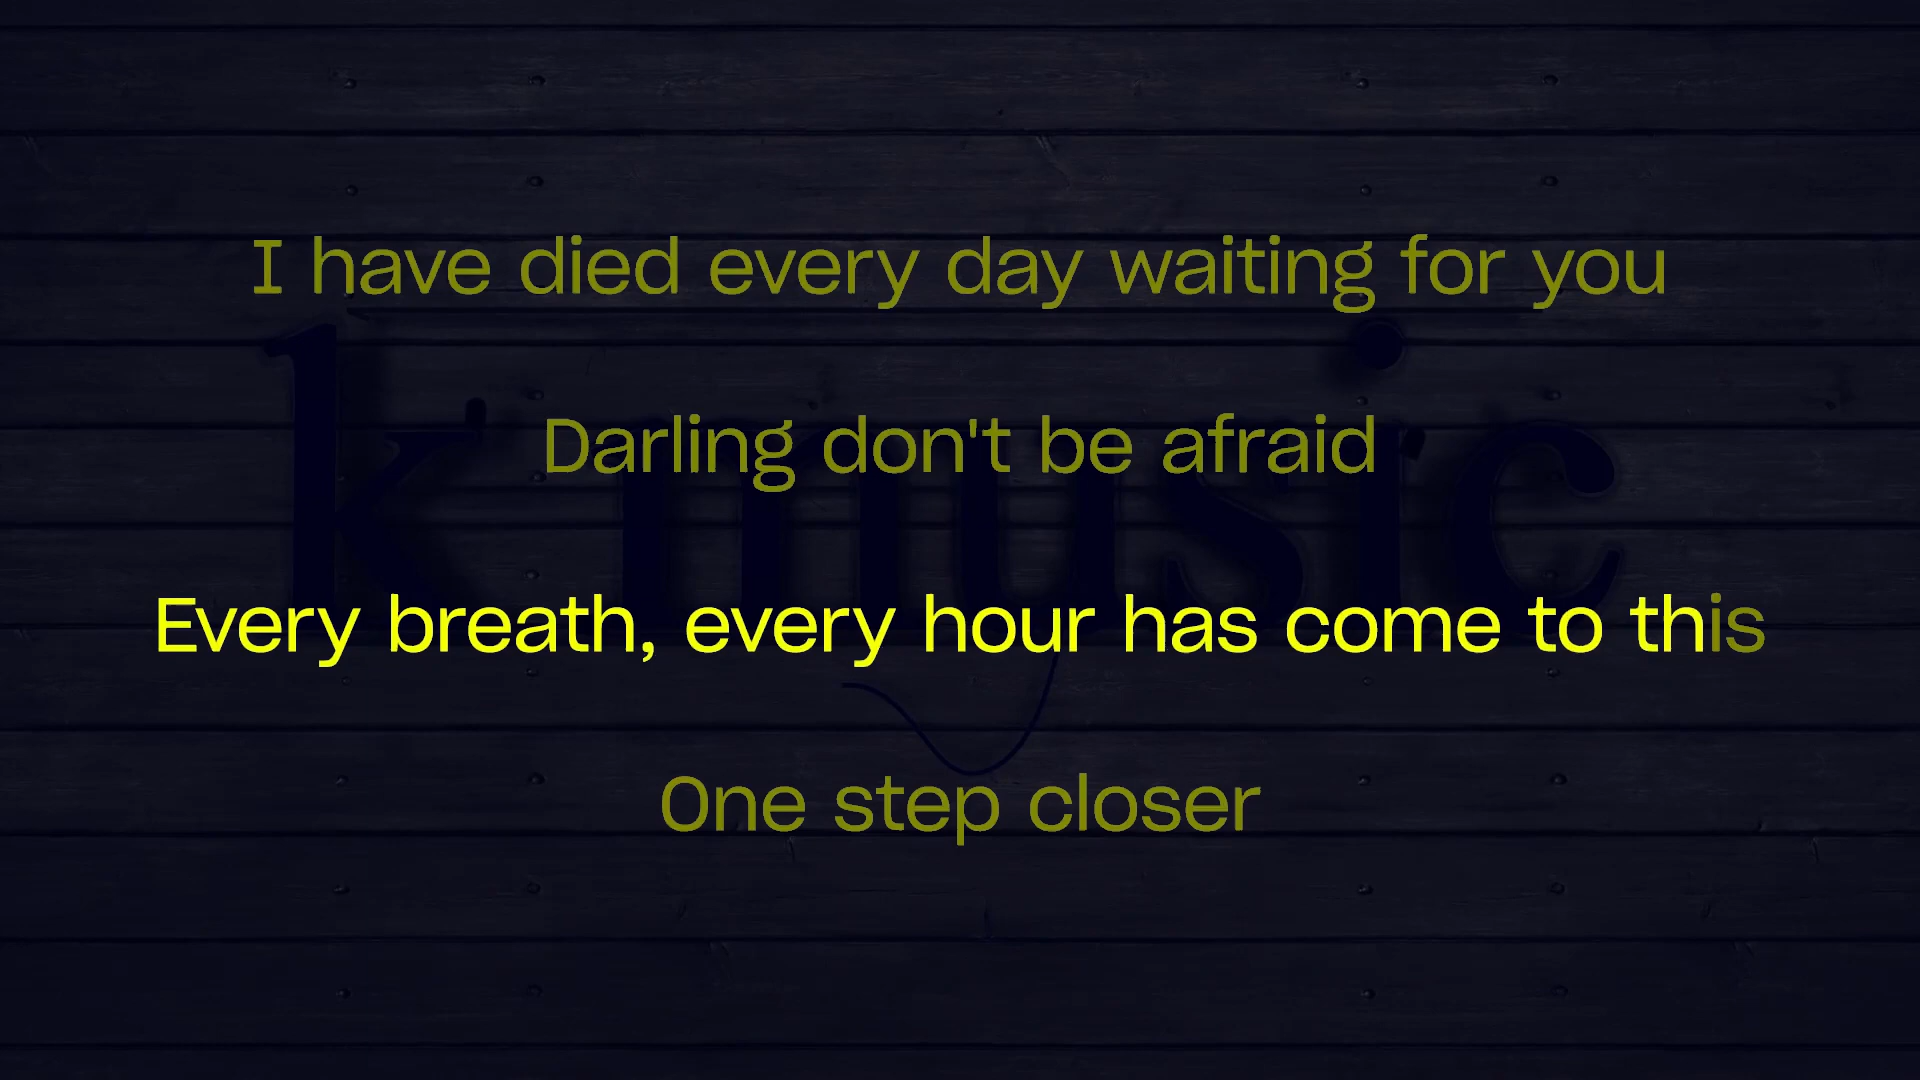 I have died every day waiting for you
Darling don't be afraid
k music
Every breath, every hour has come to this
One step closer